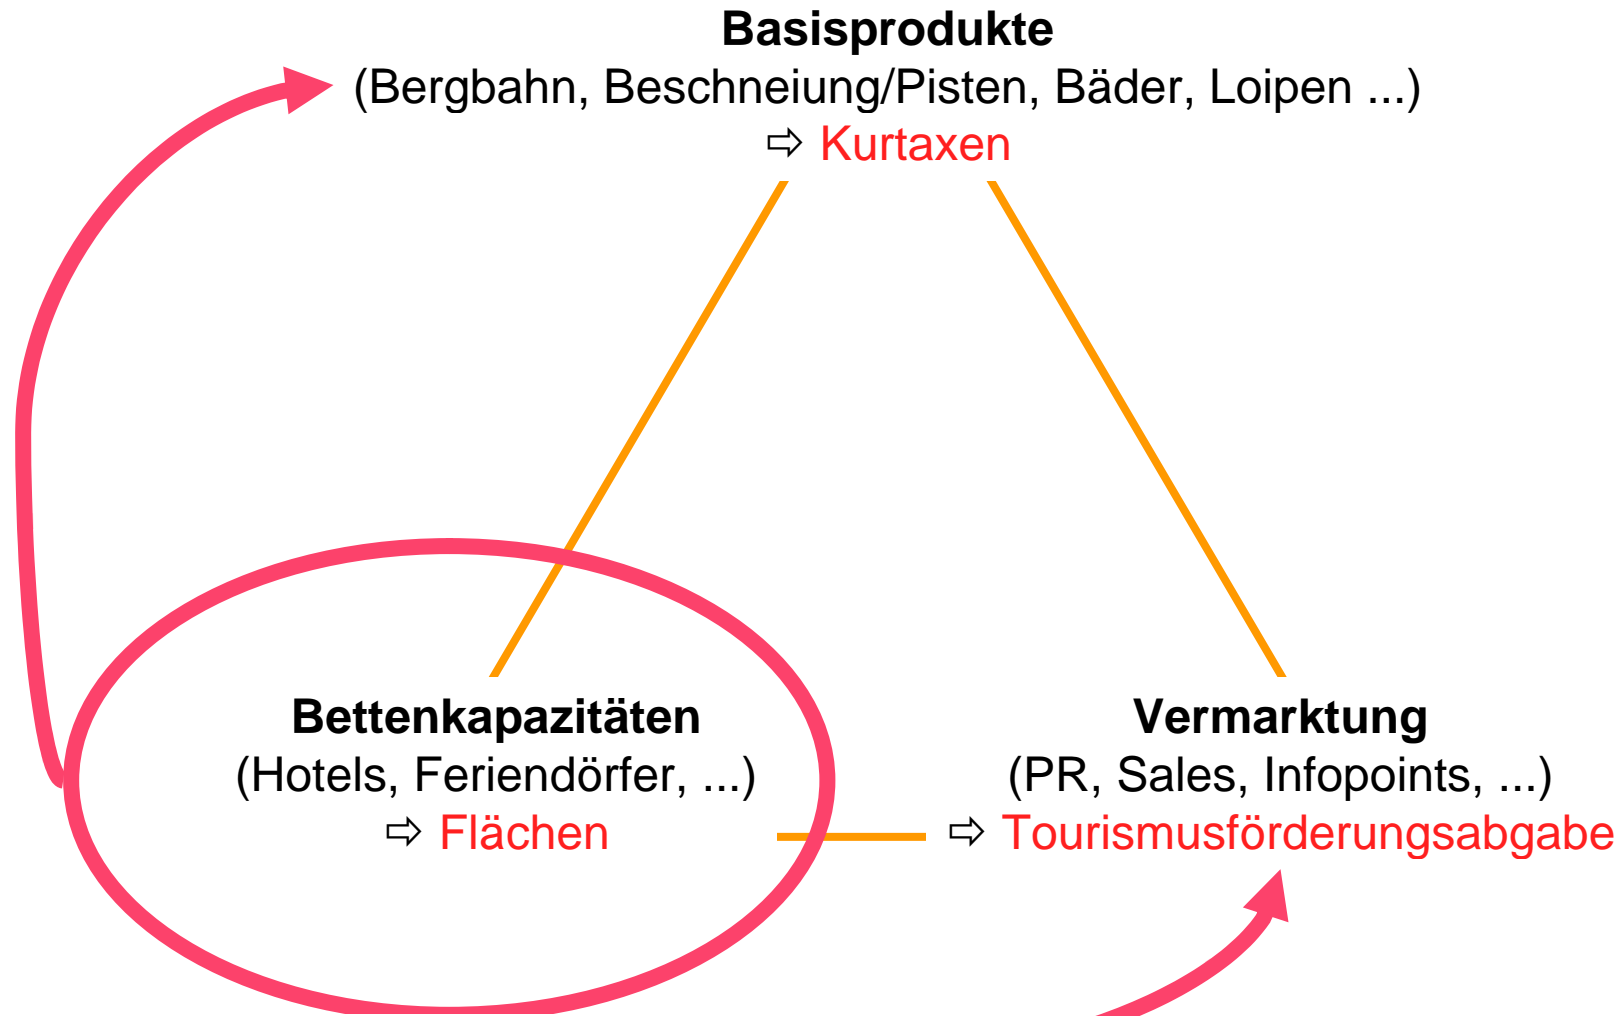 Basisprodukte
(Bergbahn, Beschneiung/Pisten, Bäder, Loipen ...)
⇨ Kurtaxen
Bettenkapazitäten
(Hotels, Feriendörfer, ...)
⇨ Flächen
Vermarktung
(PR, Sales, Infopoints, ...)
⇨ Tourismusförderungsabgabe